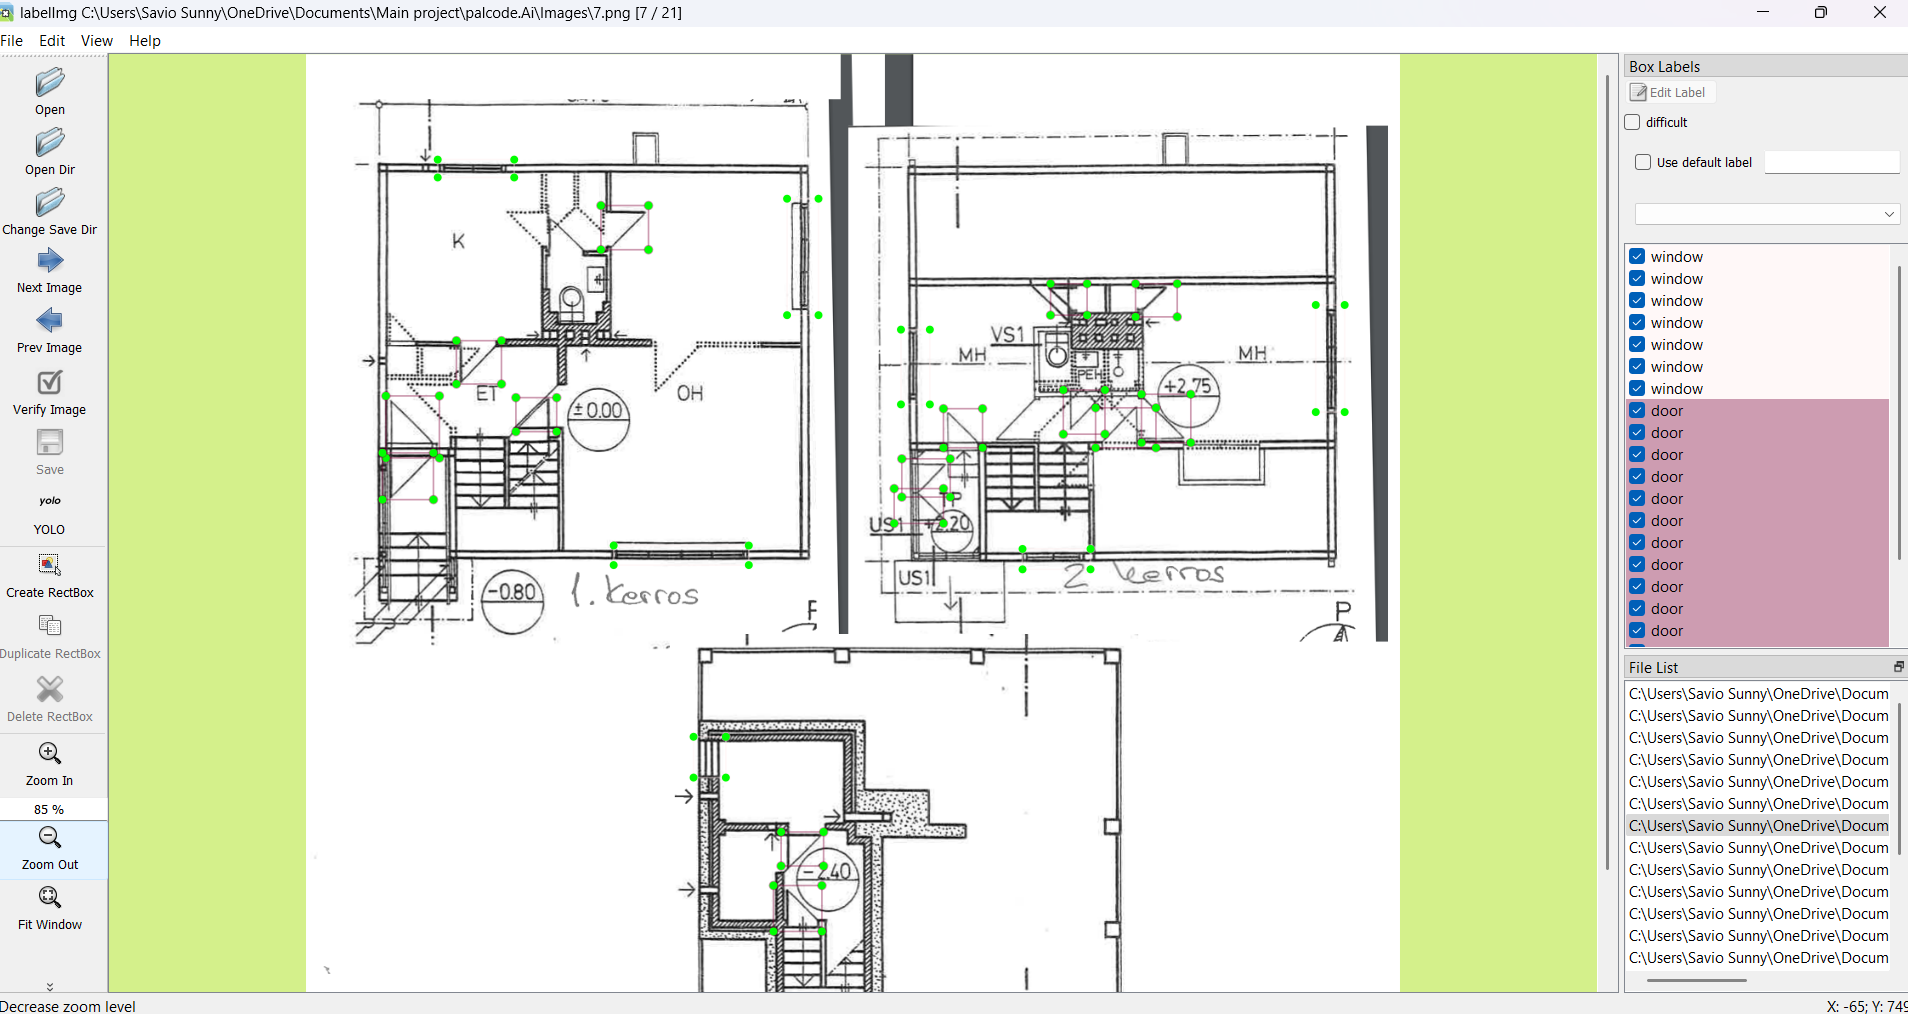 labelImg C:\Users\Savio Sunny\OneDrive\Documents\Main project\palcode.Ai\Images\7.png [7 / 21]
File Edit View Help
Open
Open Dir
Change Save Dir
Next Image
Prev Image
Verify Image
Save
yolo
YOLO
Create RectBox
Duplicate RectBox
Delete RectBox
Zoom In
85 %
Zoom Out
Fit Window
K
ET
OH
±0.00
-0.80
1. kerros
F
VS1
MH
MH
PEH
+2.75
TP
US1
+2.20
US1
2 kerros
P
-2.40
Box Labels
Edit Label
difficult
Use default label
window
window
window
window
window
window
window
door
door
door
door
door
door
door
door
door
door
door
File List
C:\Users\Savio Sunny\OneDrive\Docum
C:\Users\Savio Sunny\OneDrive\Docum
C:\Users\Savio Sunny\OneDrive\Docum
C:\Users\Savio Sunny\OneDrive\Docum
C:\Users\Savio Sunny\OneDrive\Docum
C:\Users\Savio Sunny\OneDrive\Docum
C:\Users\Savio Sunny\OneDrive\Docum
C:\Users\Savio Sunny\OneDrive\Docum
C:\Users\Savio Sunny\OneDrive\Docum
C:\Users\Savio Sunny\OneDrive\Docum
C:\Users\Savio Sunny\OneDrive\Docum
C:\Users\Savio Sunny\OneDrive\Docum
C:\Users\Savio Sunny\OneDrive\Docum
Decrease zoom level
X: -65; Y: 749